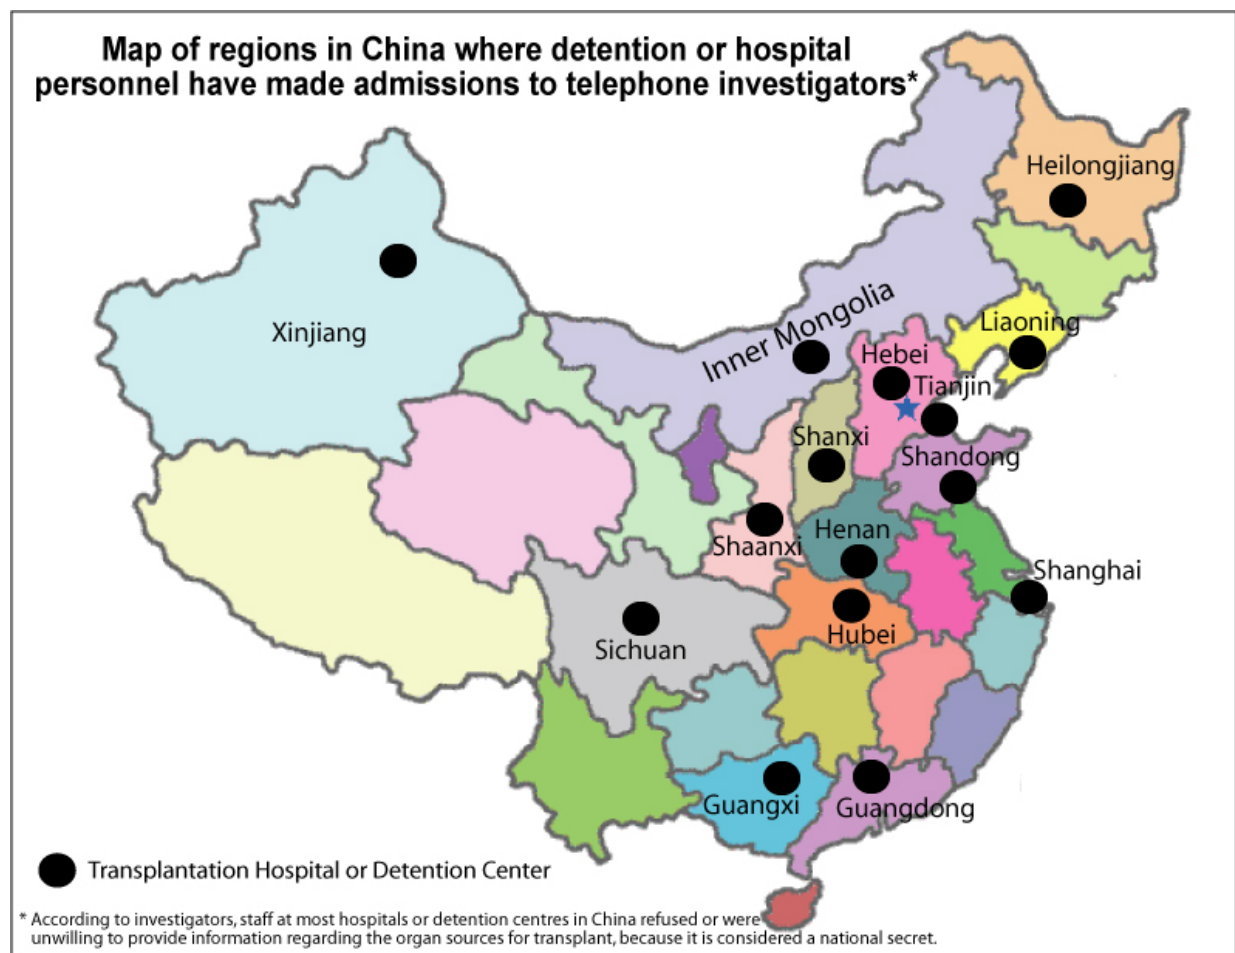 Map of regions in China where detention or hospital
personnel have made admissions to telephone investigators*
Heilongjiang
Xinjiang
Inner Mongolia
Liaoning
Hebei
Tianjin
Shanxi
Shandong
Henan
Shaanxi
Shanghai
Hubei
Sichuan
Guangxi
Guangdong
Transplantation Hospital or Detention Center
* According to investigators, staff at most hospitals or detention centres in China refused or were
unwilling to provide information regarding the organ sources for transplant, because it is considered a national secret.